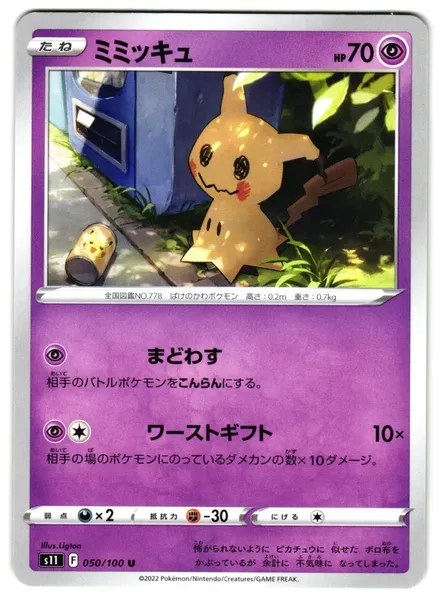 たね ミミッキュ HP70
全国図鑑NO.778 ばけのかわポケモン 高さ:0.2m 重さ:0.7kg
まどわす
相手のバトルポケモンをこんらんにする。
ワーストギフト 10×
相手の場のポケモンにのっているダメカンの数×10ダメージ。
弱点 ×2 抵抗力 -30 にげる
Illus.Ligton
s11 F 050/100 U
怖がられないように ピカチュウに 似せた ボロ布を
かぶっているが 余計に 不気味に なってしまった。
©2022 Pokémon/Nintendo/Creatures/GAME FREAK.